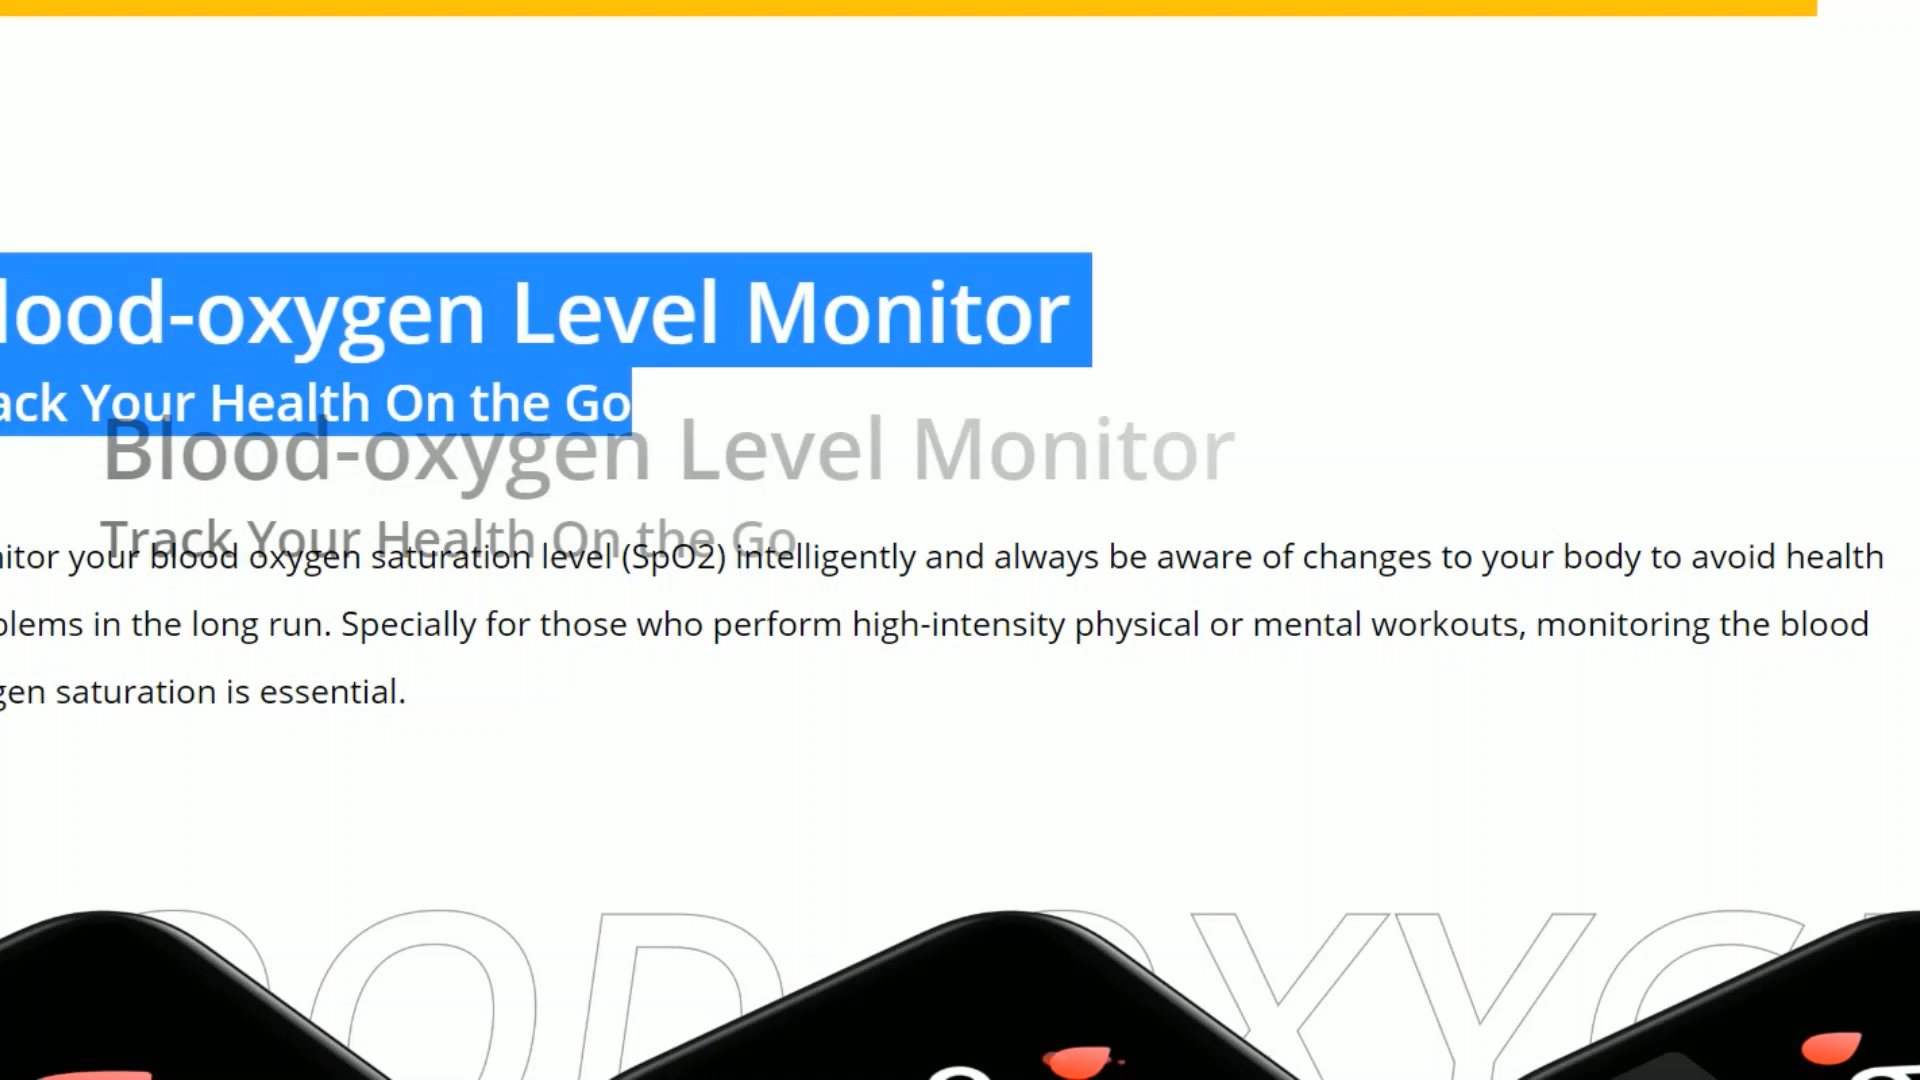 lood-oxygen Level Monitor
ack Your Health On the Go
Blood-oxygen Level Monitor
Track Your Health On the Go
nitor your blood oxygen saturation level (SpO2) intelligently and always be aware of changes to your body to avoid health
blems in the long run. Specially for those who perform high-intensity physical or mental workouts, monitoring the blood
gen saturation is essential.
OOD OXYG